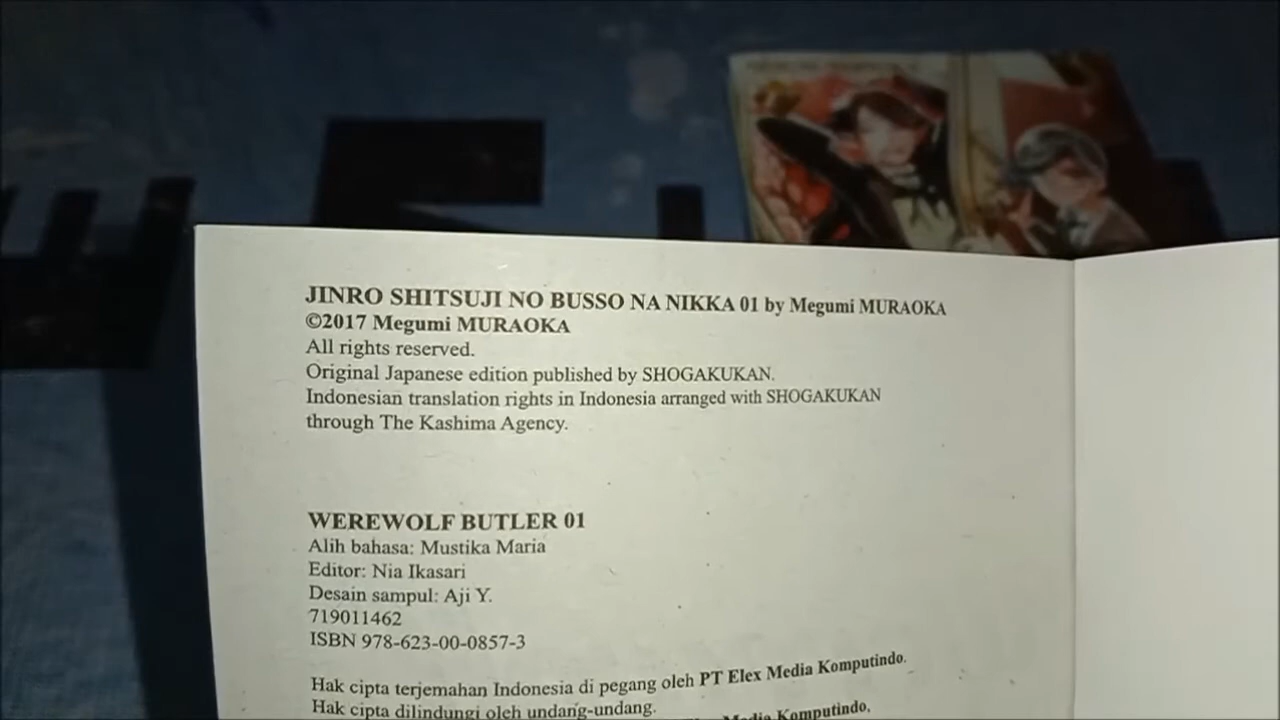 JINRO SHITSUJI NO BUSSO NA NIKKA 01 by Megumi MURAOKA
©2017 Megumi MURAOKA
All rights reserved.
Original Japanese edition published by SHOGAKUKAN.
Indonesian translation rights in Indonesia arranged with SHOGAKUKAN
through The Kashima Agency.
WEREWOLF BUTLER 01
Alih bahasa: Mustika Maria
Editor: Nia Ikasari
Desain sampul: Aji Y.
719011462
ISBN 978-623-00-0857-3
Hak cipta terjemahan Indonesia di pegang oleh PT Elex Media Komputindo.
Hak cipta dilindungi oleh undang-undang.
Media Komputindo,